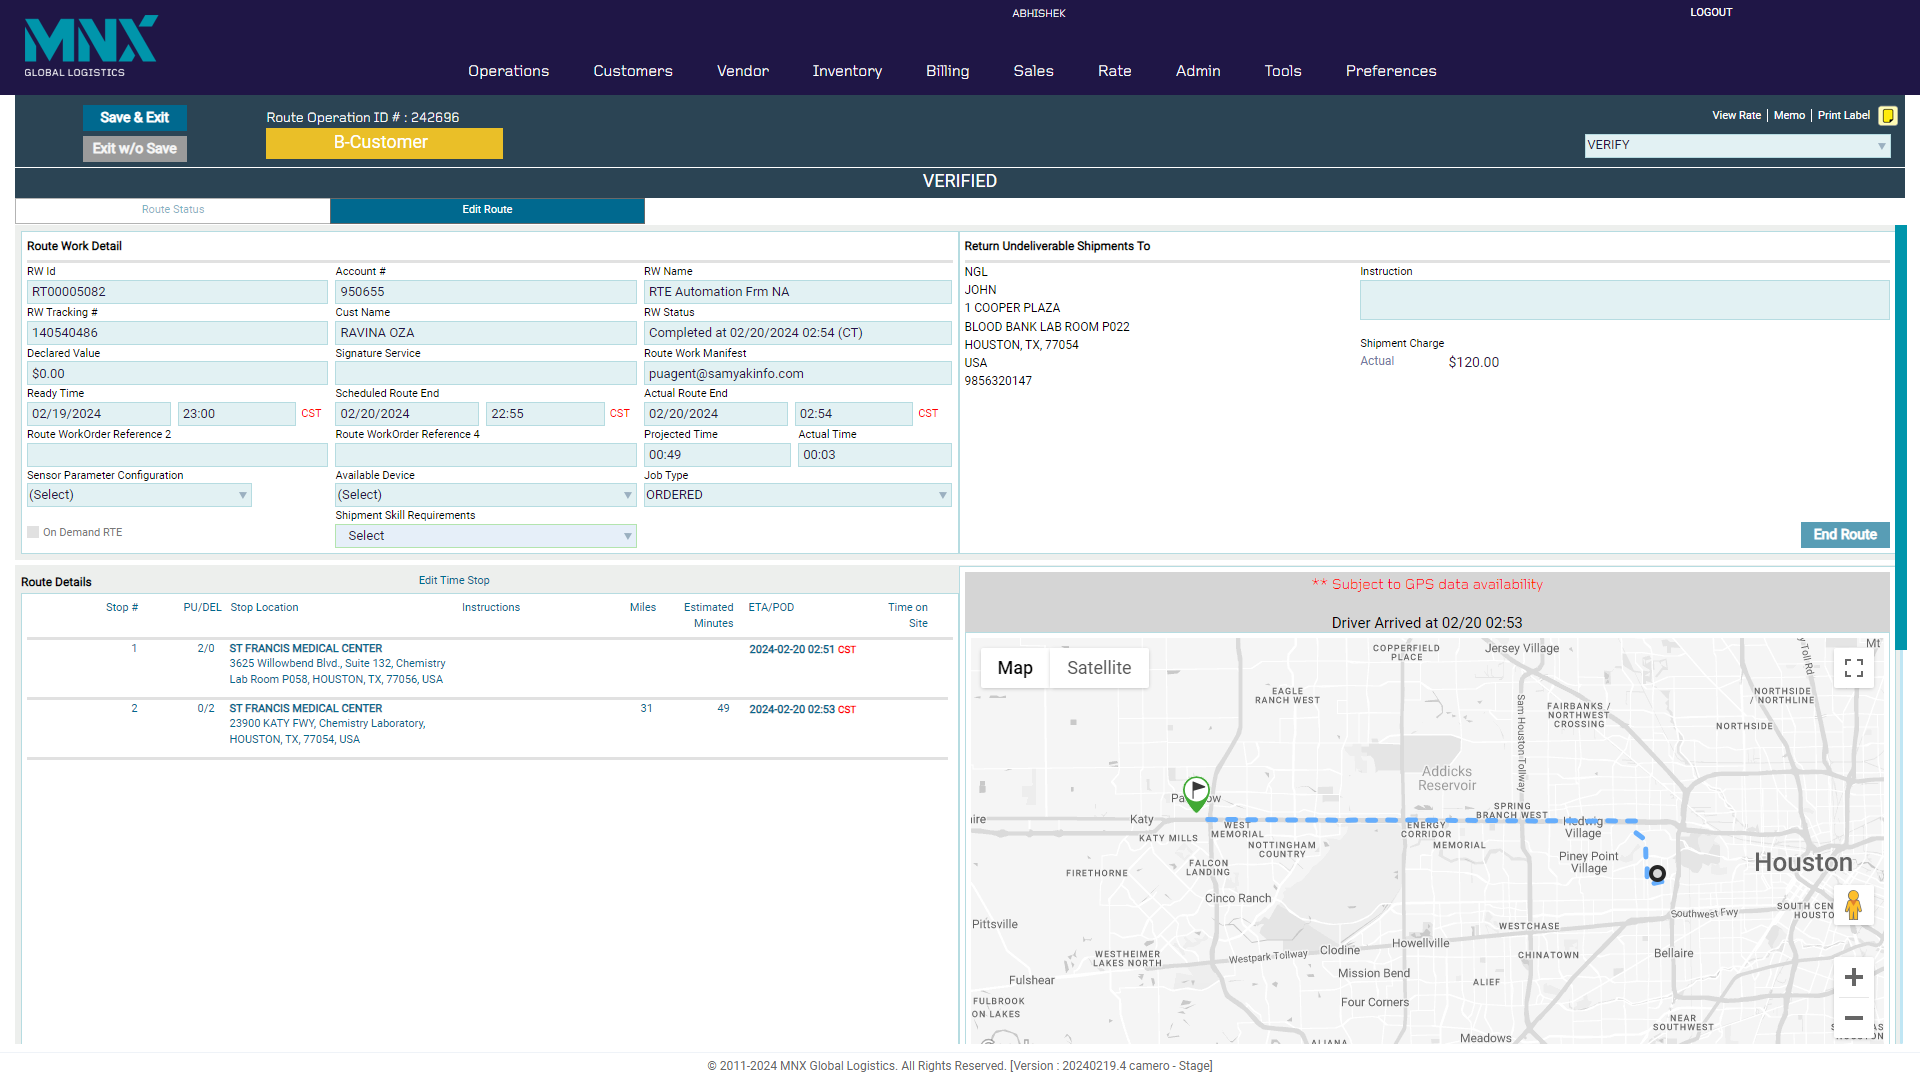 MNX
GLOBAL LOGISTICS
ABHISHEK
LOGOUT
Operations Customers Vendor Inventory Billing Sales Rate Admin Tools Preferences
Save & Exit
Exit w/o Save
Route Operation ID # : 242696
B-Customer
View Rate | Memo | Print Label
VERIFY
VERIFIED
Route Status
Edit Route
Route Work Detail
RW Id Account # RW Name
RT00005082 950655 RTE Automation Frm NA
RW Tracking # Cust Name RW Status
140540486 RAVINA OZA Completed at 02/20/2024 02:54 (CT)
Declared Value Signature Service Route Work Manifest
$0.00 puagent@samyakinfo.com
Ready Time Scheduled Route End Actual Route End
02/19/2024 23:00 CST 02/20/2024 22:55 CST 02/20/2024 02:54 CST
Route WorkOrder Reference 2 Route WorkOrder Reference 4 Projected Time Actual Time
00:49 00:03
Sensor Parameter Configuration Available Device Job Type
(Select) (Select) ORDERED
Shipment Skill Requirements
On Demand RTE Select
Return Undeliverable Shipments To
NGL
JOHN
1 COOPER PLAZA
BLOOD BANK LAB ROOM P022
HOUSTON, TX, 77054
USA
9856320147
Instruction
Shipment Charge
Actual $120.00
End Route
Route Details Edit Time Stop
Stop # PU/DEL Stop Location Instructions Miles Estimated Minutes ETA/POD Time on Site
1 2/0 ST FRANCIS MEDICAL CENTER 2024-02-20 02:51 CST
3625 Willowbend Blvd., Suite 132, Chemistry
Lab Room P058, HOUSTON, TX, 77056, USA
2 0/2 ST FRANCIS MEDICAL CENTER 31 49 2024-02-20 02:53 CST
23900 KATY FWY, Chemistry Laboratory,
HOUSTON, TX, 77054, USA
** Subject to GPS data availability
Driver Arrived at 02/20 02:53
Map Satellite
COPPERFIELD
PLACE
Jersey Village
Mt
EAGLE
RANCH WEST
Sam Houston Tollway
FAIRBANKS /
NORTHWEST
CROSSING
NORTHSIDE
/ NORTHLINE
NORTHSIDE
Addicks
Reservoir
Katy
KATY MILLS
WEST
MEMORIAL
NOTTINGHAM
COUNTRY
ENERGY
CORRIDOR
MEMORIAL
SPRING
BRANCH WEST
Hedwig
Village
Piney Point
Village
Houston
FIRETHORNE
FALCON
LANDING
Cinco Ranch
Pittsville
SOUTH CEN
HOUSTO
Southwest Fwy
WESTCHASE
Howellville
Clodine
Westpark Tollway
WESTHEIMER
LAKES NORTH
CHINATOWN
Bellaire
Fulshear
Mission Bend
ALIEF
FULBROOK
ON LAKES
Four Corners
NEAR
SOUTHWEST
Meadows
© 2011-2024 MNX Global Logistics. All Rights Reserved. [Version : 20240219.4 camero - Stage]